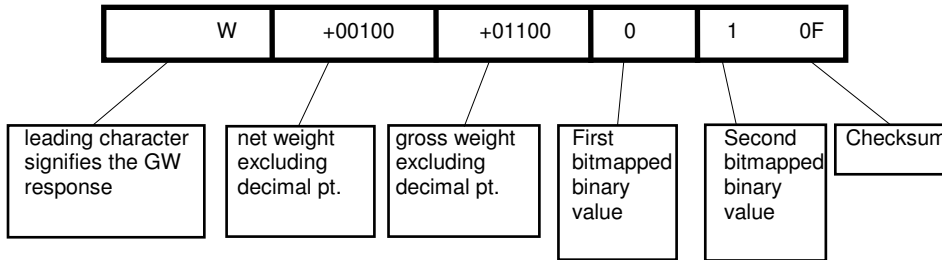 W +00100 +01100 0 1 0F
leading character
signifies the GW
response
net weight
excluding
decimal pt.
gross weight
excluding
decimal pt.
First
bitmapped
binary
value
Second
bitmapped
binary
value
Checksum